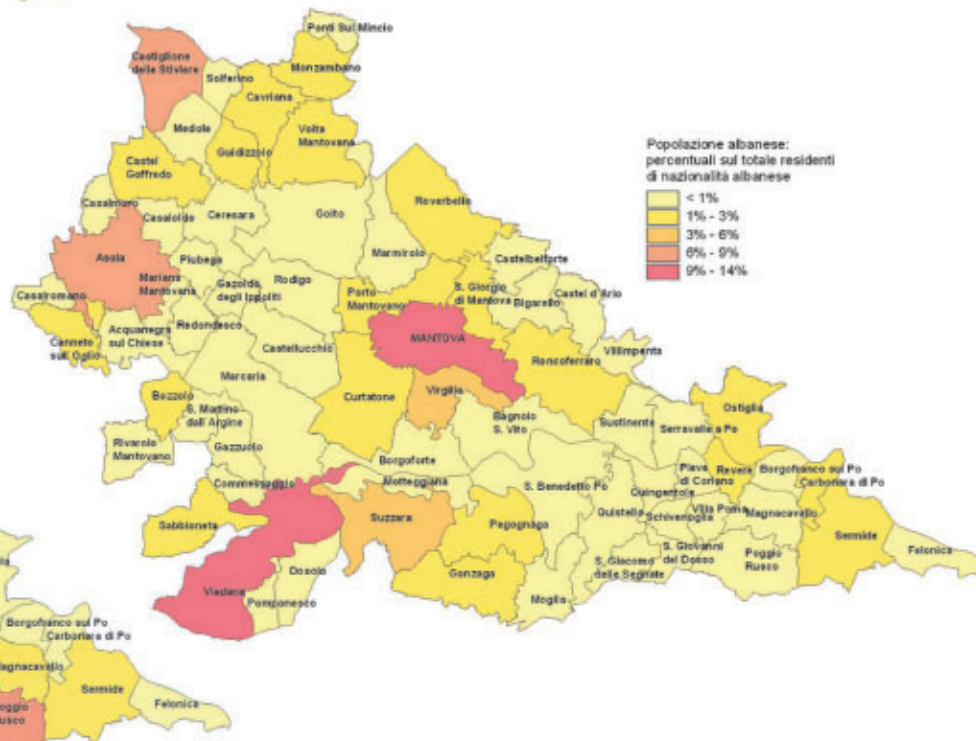 Ponti Sul Mincio
Castiglione
delle Stiviere
Monzambano
Solferino
Cavriana
Medole
Volta
Mantovana
Guidizzolo
Castel
Goffredo
Popolazione albanese:
percentuali sul totale residenti
di nazionalità albanese
< 1%
1% - 3%
3% - 6%
6% - 9%
9% - 14%
Roverbella
Casalmoro
Casaloldo
Ceresara
Goito
Marmirolo
Asola
Piubega
Castelbelforte
Mariana
Mantovana
Gazoldo
degli Ippoliti
Rodigo
S. Giorgio
di Mantova
Castel d'Ario
Casalromano
Porto
Mantovano
Bigarello
Acquanegra
sul Chiese
Redondesco
Canneto
sull'Oglio
Castellucchio
MANTOVA
Villimpenta
Roncoferraro
Marcaria
Bozzolo
Curtatone
Virgilio
S. Martino
dall'Argine
Bagnolo
S. Vito
Ostiglia
Sustinente
Serravalle a Po
Rivarolo
Mantovano
Gazzuolo
Borgoforte
Commessaggio
Motteggiana
S. Benedetto Po
Pieve
di Coriano
Revere
Borgofranco sul Po
Carbonara di Po
Quingentole
Quistello
Schivenoglia
Villa Poma
Magnacavallo
Sabbioneta
Suzzara
Pegognaga
Sermide
Felonica
S. Giacomo
delle Segnate
S. Giovanni
del Dosso
Poggio
Rusco
Dosolo
Gonzaga
Moglia
Viadana
Pomponesco
Borgofranco sul Po
Carbonara di Po
Magnacavallo
Sermide
Felonica
oggio
usco